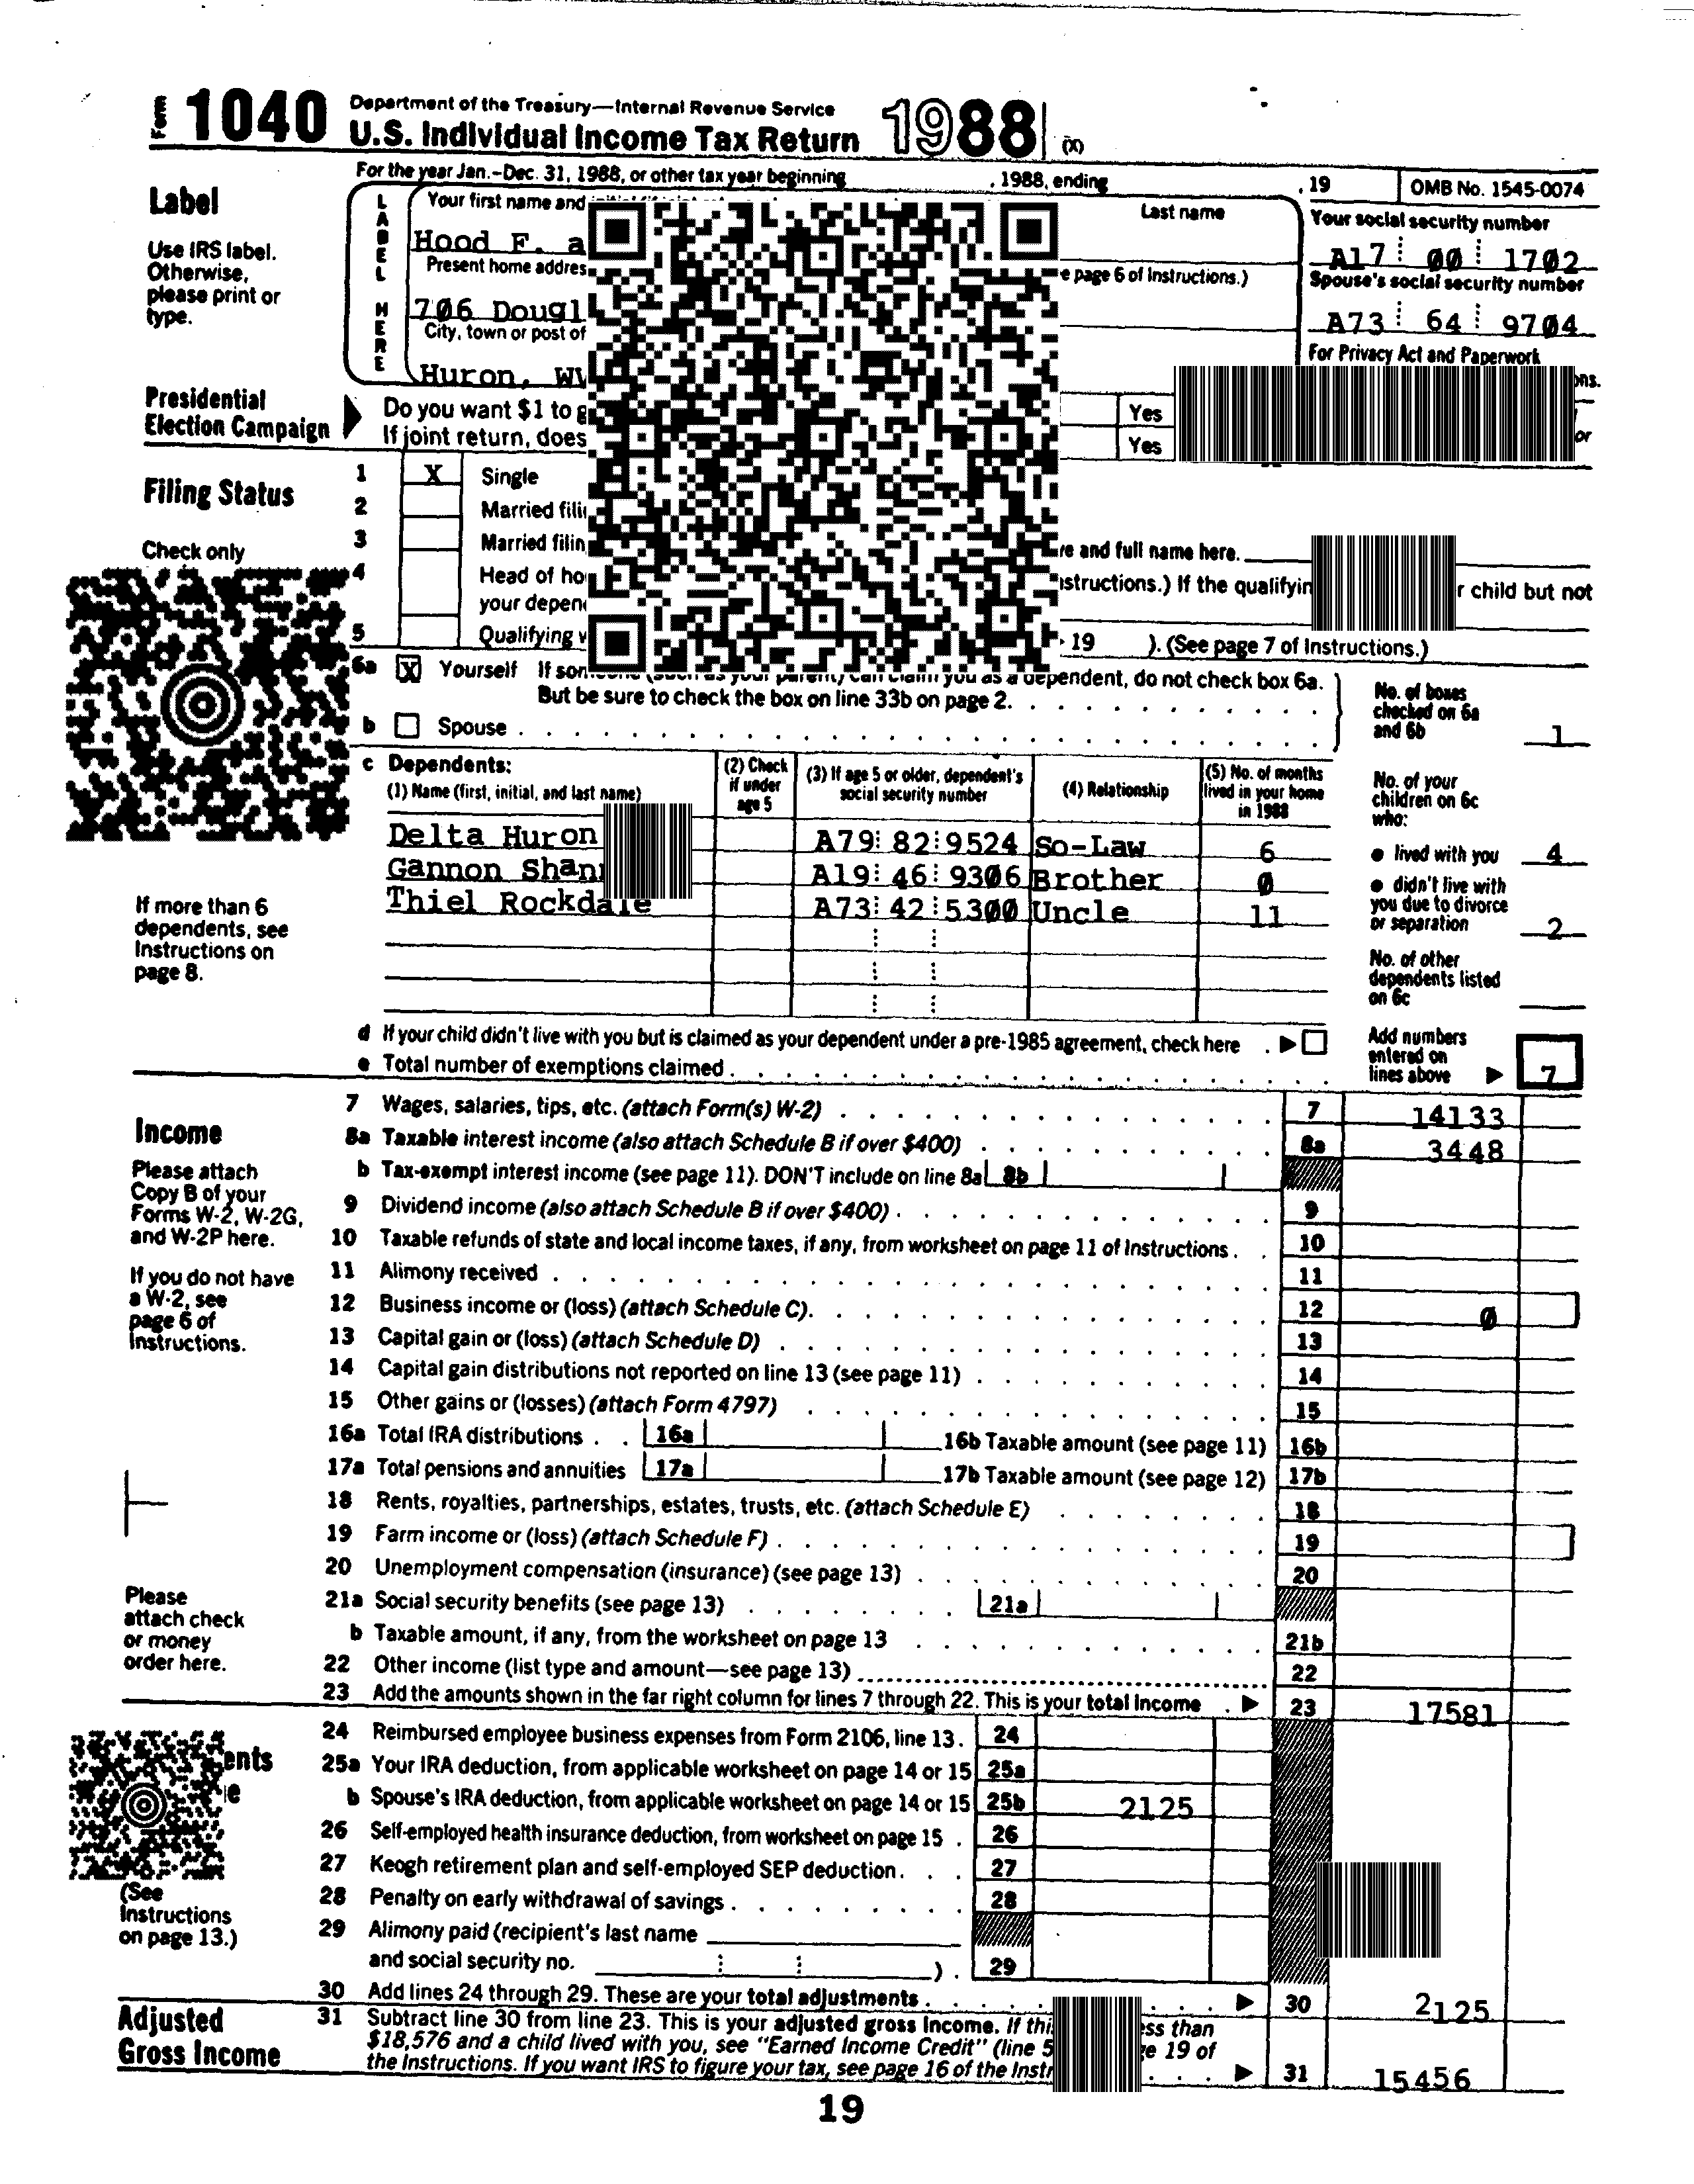 Form 1040 Department of the Treasury—Internal Revenue Service
U.S. Individual Income Tax Return 1988 (X)
For the year Jan.-Dec. 31, 1988, or other tax year beginning , 1988, ending , 19 OMB No. 1545-0074
Label
Use IRS label.
Otherwise,
please print or
type.
LABEL HERE
Your first name and Last name
Hood F. a
Present home addres e page 6 of Instructions.)
706 Dougl
City, town or post of
Huron, WV
Your social security number
A17 00 1702
Spouse's social security number
A73 64 9704
For Privacy Act and Paperwork
ons.
or
Presidential
Election Campaign
Do you want $1 to g Yes
If joint return, does Yes
Filing Status
Check only
1 X Single
2 Married fili
3 Married filin re and full name here.
4 Head of ho structions.) If the qualifyin r child but not
your depen
5 Qualifying w 19 ). (See page 7 of Instructions.)
6a X Yourself If someone (such as your parent) can claim you as a dependent, do not check box 6a.
But be sure to check the box on line 33b on page 2.
b Spouse
No. of boxes
checked on 6a
and 6b 1
c Dependents:
(1) Name (first, initial, and last name)
(2) Check
if under
age 5
(3) If age 5 or older, dependent's
social security number
(4) Relationship
(5) No. of months
lived in your home
in 1988
Delta Huron A79 82 9524 So-Law 6
Gannon Shan A19 46 9306 Brother 0
Thiel Rockdale A73 42 5300 Uncle 11
No. of your
children on 6c
who:
● lived with you 4
● didn't live with
you due to divorce
or separation 2
No. of other
dependents listed
on 6c
If more than 6
dependents, see
Instructions on
page 8.
d If your child didn't live with you but is claimed as your dependent under a pre-1985 agreement, check here
e Total number of exemptions claimed
Add numbers
entered on
lines above 7
Income
Please attach
Copy B of your
Forms W-2, W-2G,
and W-2P here.
If you do not have
a W-2, see
page 6 of
Instructions.
7 Wages, salaries, tips, etc. (attach Form(s) W-2) 7 14133
8a Taxable interest income (also attach Schedule B if over $400) 8a 3448
b Tax-exempt interest income (see page 11). DON'T include on line 8a 8b
9 Dividend income (also attach Schedule B if over $400) 9
10 Taxable refunds of state and local income taxes, if any, from worksheet on page 11 of Instructions 10
11 Alimony received 11
12 Business income or (loss) (attach Schedule C) 12 0
13 Capital gain or (loss) (attach Schedule D) 13
14 Capital gain distributions not reported on line 13 (see page 11) 14
15 Other gains or (losses) (attach Form 4797) 15
16a Total IRA distributions 16a 16b Taxable amount (see page 11) 16b
17a Total pensions and annuities 17a 17b Taxable amount (see page 12) 17b
18 Rents, royalties, partnerships, estates, trusts, etc. (attach Schedule E) 18
19 Farm income or (loss) (attach Schedule F) 19
20 Unemployment compensation (insurance) (see page 13) 20
21a Social security benefits (see page 13) 21a
b Taxable amount, if any, from the worksheet on page 13 21b
22 Other income (list type and amount—see page 13) 22
23 Add the amounts shown in the far right column for lines 7 through 22. This is your total income 23 17581
Please
attach check
or money
order here.
ents
e
(See
Instructions
on page 13.)
24 Reimbursed employee business expenses from Form 2106, line 13. 24
25a Your IRA deduction, from applicable worksheet on page 14 or 15 25a
b Spouse's IRA deduction, from applicable worksheet on page 14 or 15 25b 2125
26 Self-employed health insurance deduction, from worksheet on page 15 26
27 Keogh retirement plan and self-employed SEP deduction 27
28 Penalty on early withdrawal of savings 28
29 Alimony paid (recipient's last name
and social security no. ) 29
30 Add lines 24 through 29. These are your total adjustments 30 2125
Adjusted
Gross Income
31 Subtract line 30 from line 23. This is your adjusted gross income. If thi ess than
$18,576 and a child lived with you, see "Earned Income Credit" (line 5 ge 19 of
the Instructions. If you want IRS to figure your tax, see page 16 of the Instr 31 15456
19